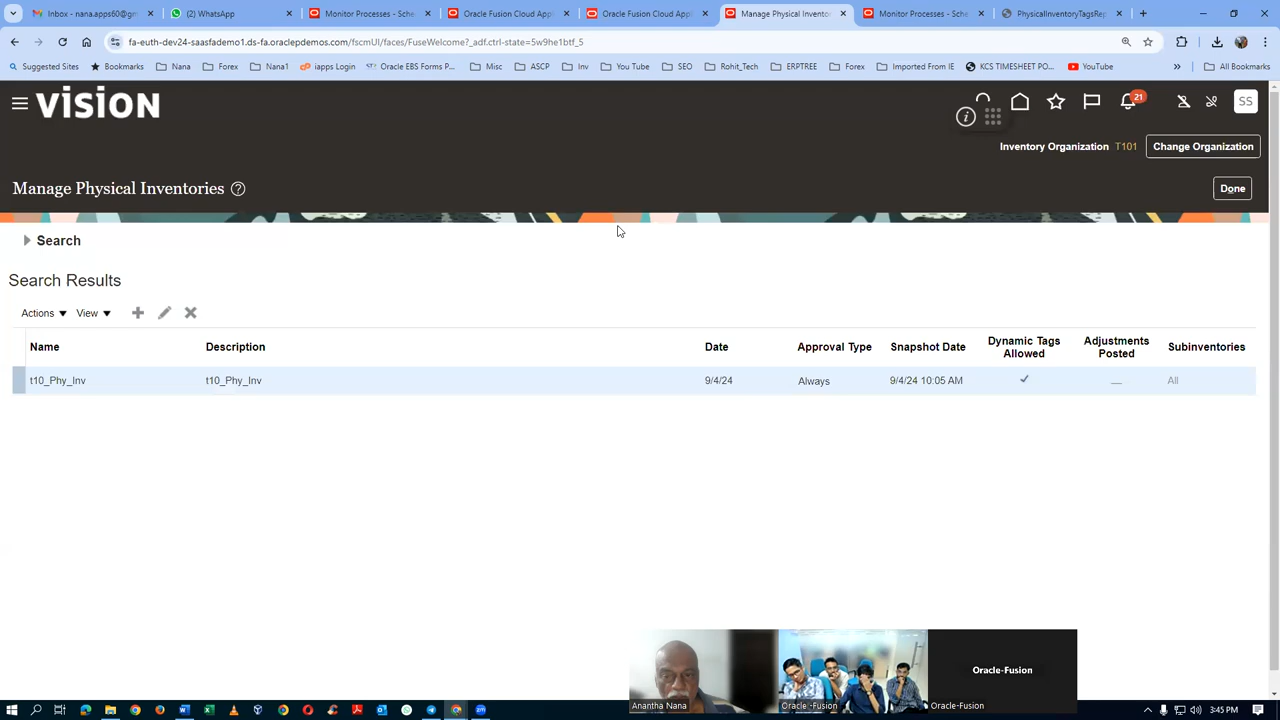 Inbox - nana.apps60@gm
(2) WhatsApp
Monitor Processes - Sche
Oracle Fusion Cloud App
Oracle Fusion Cloud App
Manage Physical Invento
Monitor Processes - Sche
PhysicalInventoryTagsRep
fa-euth-dev24-saasfademo1.ds-fa.oraclepdemos.com/fscmUI/faces/FuseWelcome?_adf.ctrl-state=5w9he1btf_5
Suggested Sites
Bookmarks
Nana
Forex
Nana1
iapps Login
Oracle EBS Forms P...
Misc
ASCP
Inv
You Tube
SEO
Rohit_Tech
ERPTREE
Forex
Imported From IE
KCS TIMESHEET PO...
YouTube
All Bookmarks
VISION
21
SS
Inventory Organization T101 Change Organization
Manage Physical Inventories
Done
Search
Search Results
Actions View
Name Description Date Approval Type Snapshot Date Dynamic Tags Allowed Adjustments Posted Subinventories
t10_Phy_Inv t10_Phy_Inv 9/4/24 Always 9/4/24 10:05 AM All
Oracle-Fusion
Anantha Nana
Oracle-Fusion
Oracle-Fusion
3:45 PM